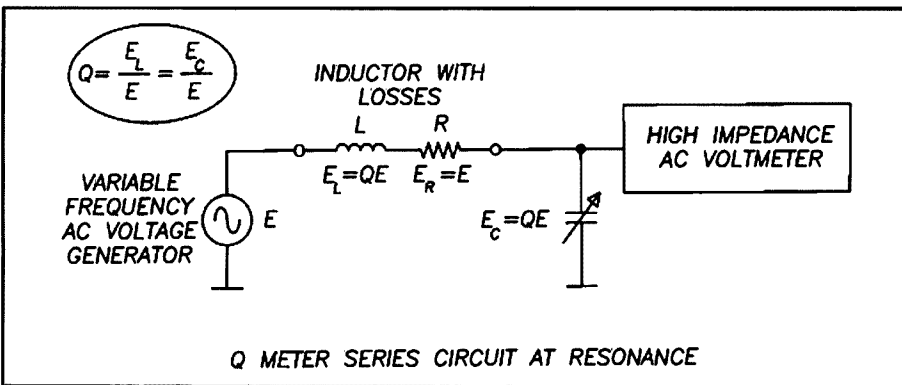 Q = E_L / E = E_C / E
INDUCTOR WITH
LOSSES
L R
E_L=QE E_R=E
HIGH IMPEDANCE
AC VOLTMETER
VARIABLE
FREQUENCY
AC VOLTAGE
GENERATOR
E
E_C=QE
Q METER SERIES CIRCUIT AT RESONANCE